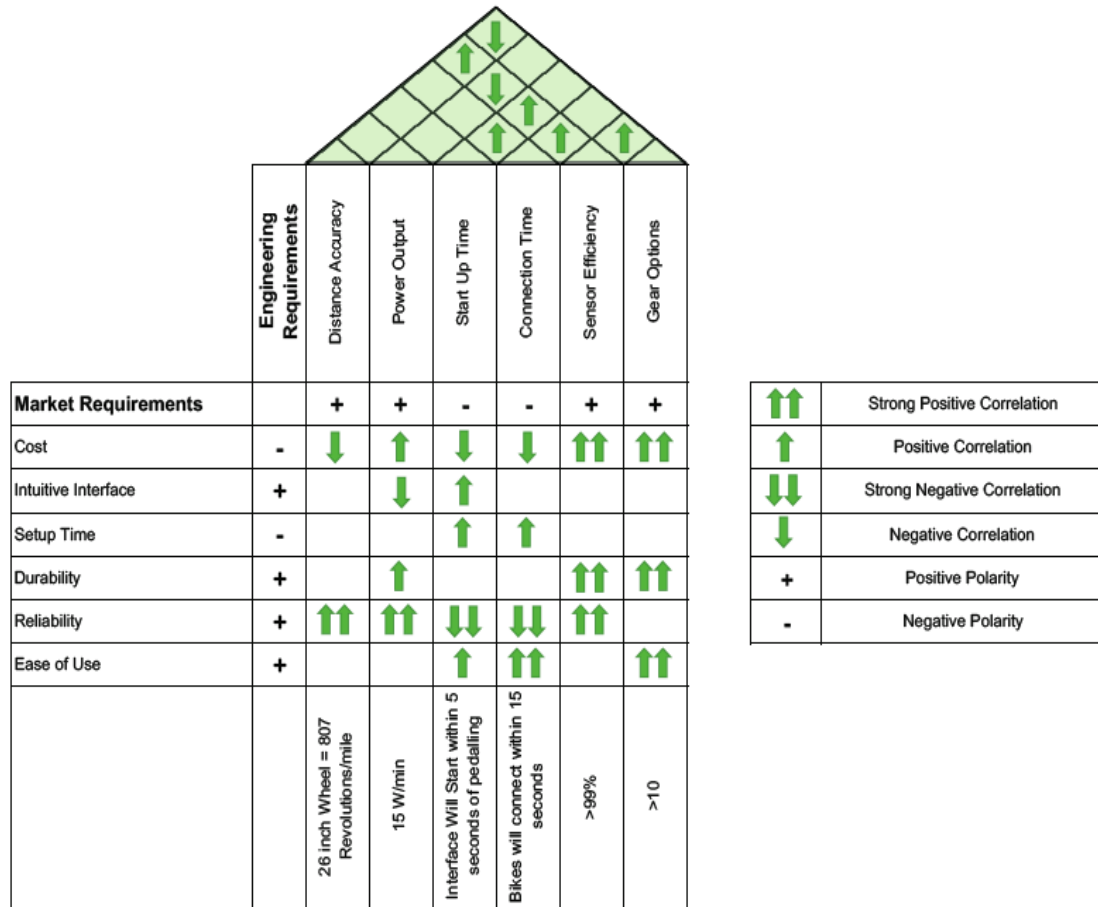 Engineering
Requirements
Distance Accuracy
Power Output
Start Up Time
Connection Time
Sensor Efficiency
Gear Options
Market Requirements + + - - + +
Cost -
Intuitive Interface +
Setup Time -
Durability +
Reliability +
Ease of Use +
26 inch Wheel = 807
Revolutions/mile
15 W/min
Interface Will Start within 5
seconds of pedalling
Bikes will connect within 15
seconds
>99%
>10
Strong Positive Correlation
Positive Correlation
Strong Negative Correlation
Negative Correlation
+ Positive Polarity
- Negative Polarity